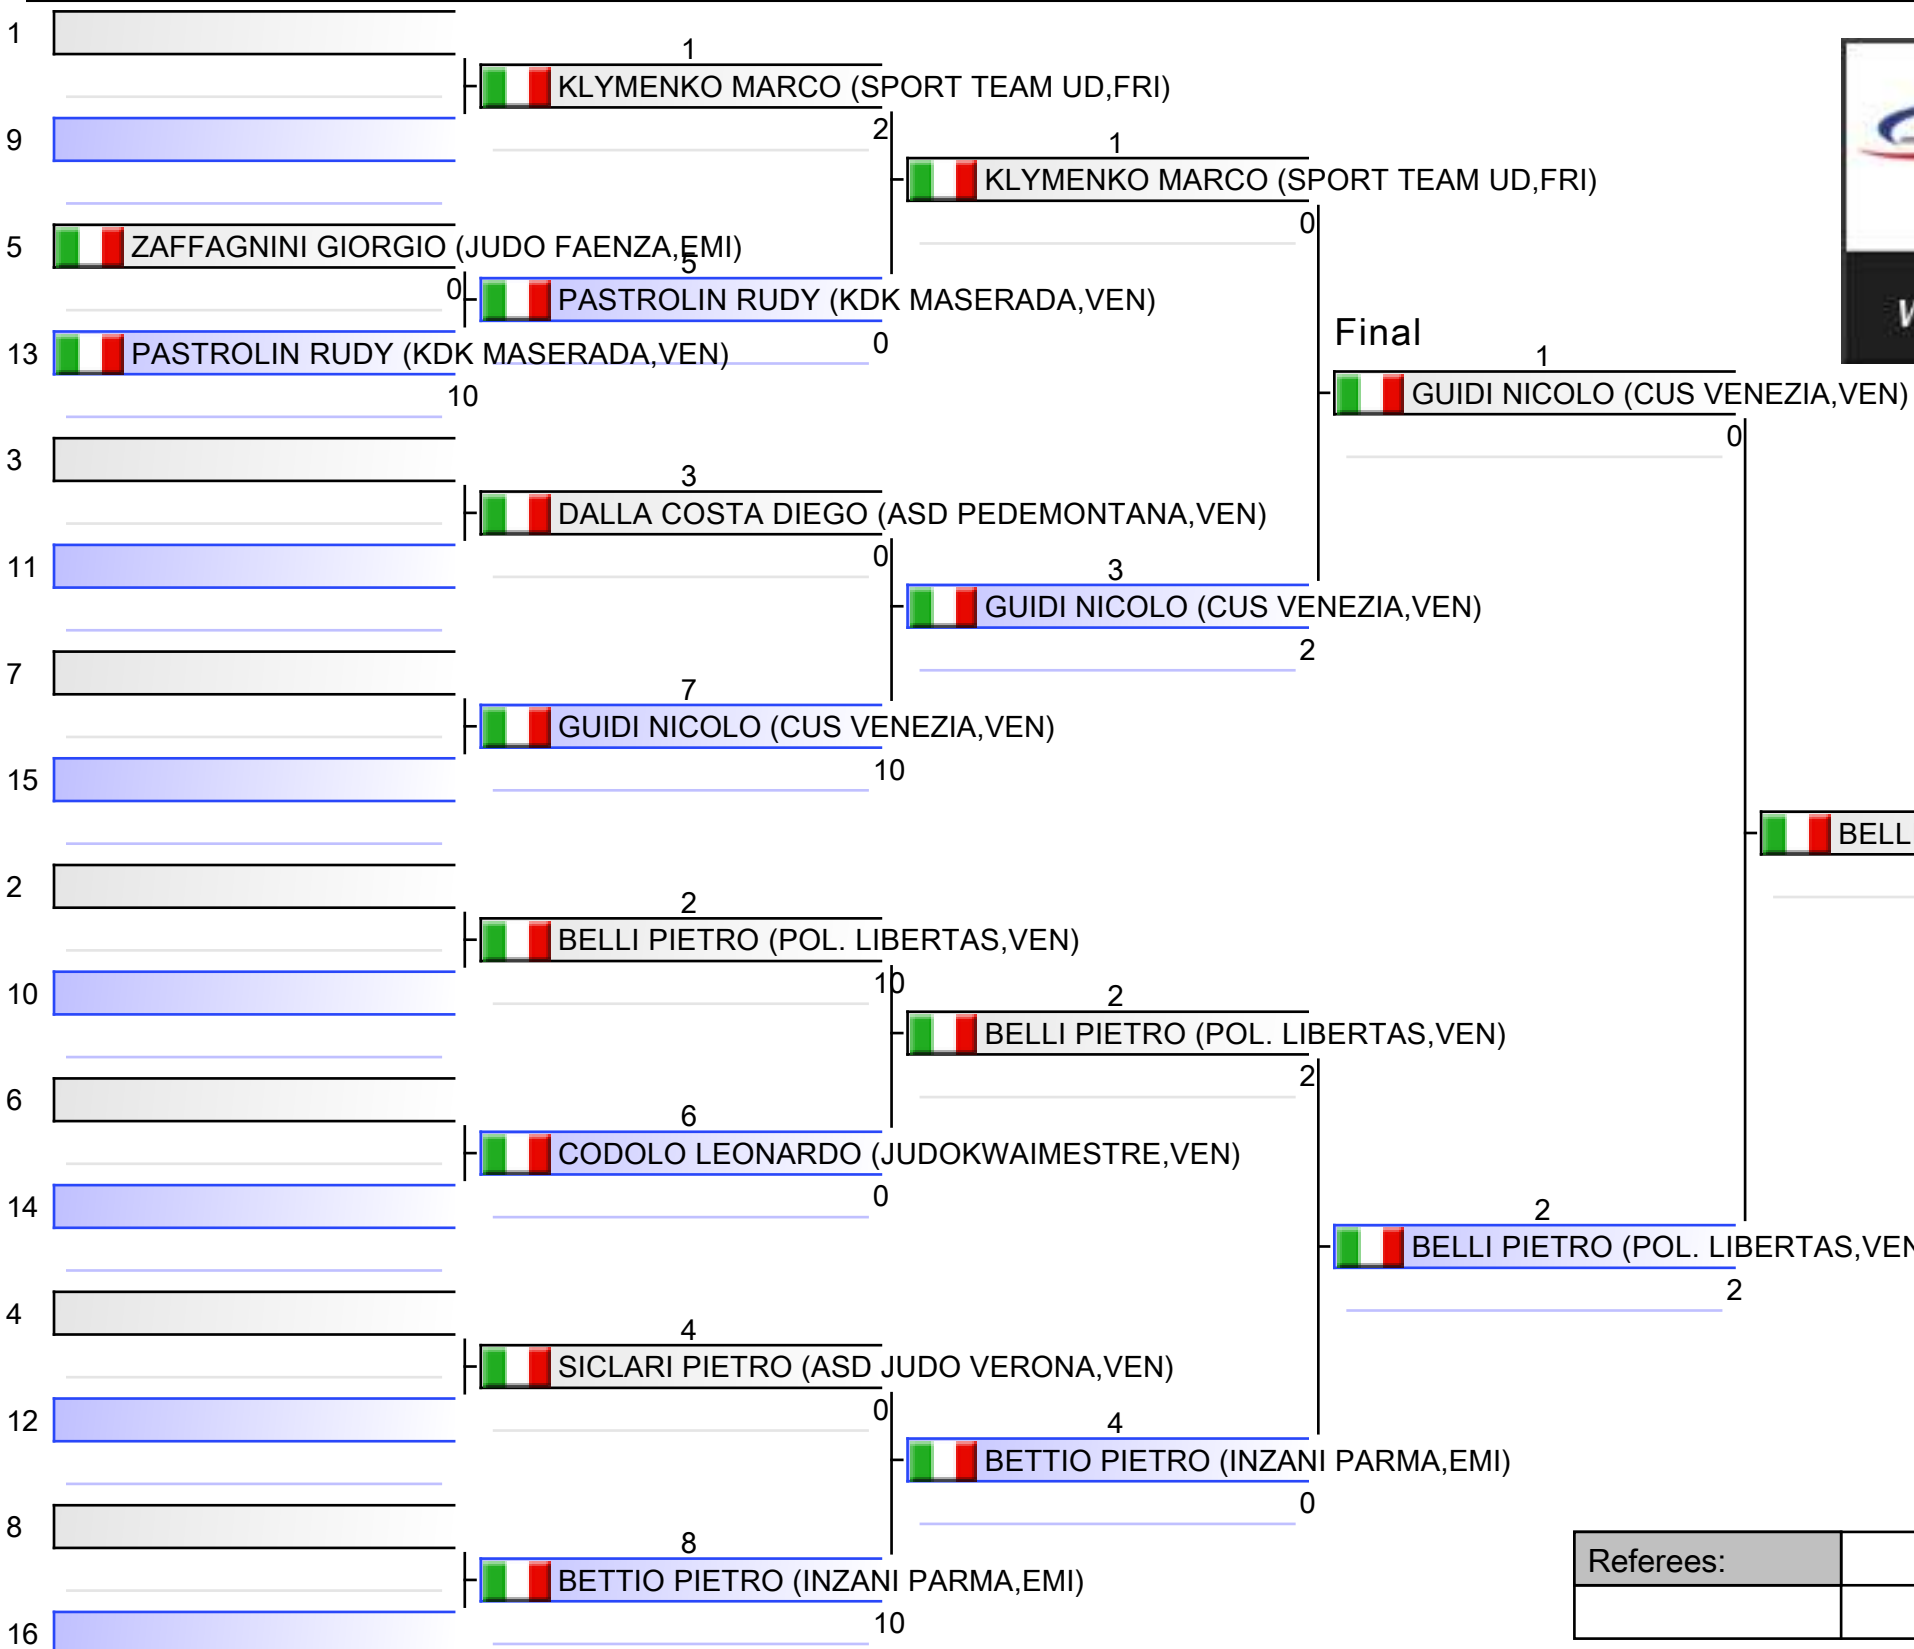 1
1
KLYMENKO MARCO (SPORT TEAM UD,FRI)
2
9
1
KLYMENKO MARCO (SPORT TEAM UD,FRI)
0
5
ZAFFAGNINI GIORGIO (JUDO FAENZA,EMI)
0
5
PASTROLIN RUDY (KDK MASERADA,VEN)
0
13
PASTROLIN RUDY (KDK MASERADA,VEN)
10
Final
1
GUIDI NICOLO (CUS VENEZIA,VEN)
0
3
3
DALLA COSTA DIEGO (ASD PEDEMONTANA,VEN)
0
11
3
GUIDI NICOLO (CUS VENEZIA,VEN)
2
7
7
GUIDI NICOLO (CUS VENEZIA,VEN)
10
15
BELL
2
2
BELLI PIETRO (POL. LIBERTAS,VEN)
10
10
2
BELLI PIETRO (POL. LIBERTAS,VEN)
2
6
6
CODOLO LEONARDO (JUDOKWAIMESTRE,VEN)
0
14
2
BELLI PIETRO (POL. LIBERTAS,VEN
2
4
4
SICLARI PIETRO (ASD JUDO VERONA,VEN)
0
12
4
BETTIO PIETRO (INZANI PARMA,EMI)
0
8
8
BETTIO PIETRO (INZANI PARMA,EMI)
10
16
Referees: